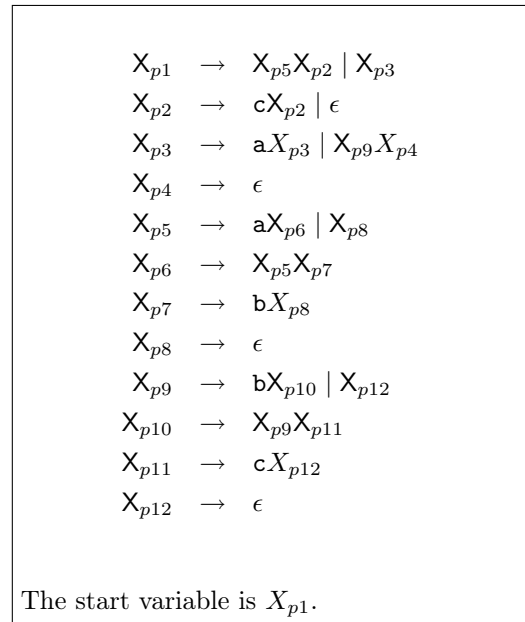 X_{p1} → X_{p5}X_{p2} | X_{p3}
X_{p2} → cX_{p2} | ϵ
X_{p3} → aX_{p3} | X_{p9}X_{p4}
X_{p4} → ϵ
X_{p5} → aX_{p6} | X_{p8}
X_{p6} → X_{p5}X_{p7}
X_{p7} → bX_{p8}
X_{p8} → ϵ
X_{p9} → bX_{p10} | X_{p12}
X_{p10} → X_{p9}X_{p11}
X_{p11} → cX_{p12}
X_{p12} → ϵ
The start variable is X_{p1}.